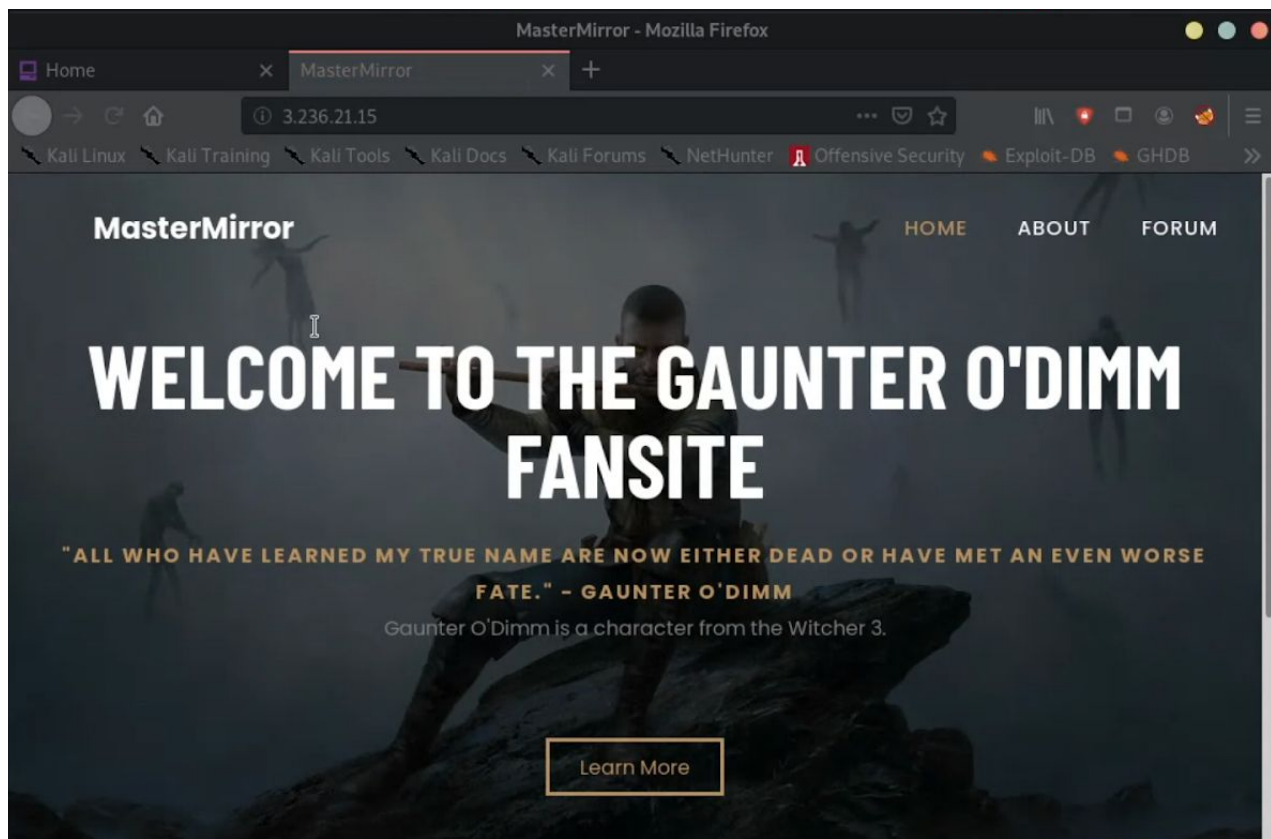 MasterMirror - Mozilla Firefox
Home
MasterMirror
3.236.21.15
Kali Linux Kali Training Kali Tools Kali Docs Kali Forums NetHunter Offensive Security Exploit-DB GHDB
MasterMirror
HOME ABOUT FORUM
WELCOME TO THE GAUNTER O'DIMM
FANSITE
"ALL WHO HAVE LEARNED MY TRUE NAME ARE NOW EITHER DEAD OR HAVE MET AN EVEN WORSE
FATE." - GAUNTER O'DIMM
Gaunter O'Dimm is a character from the Witcher 3.
Learn More